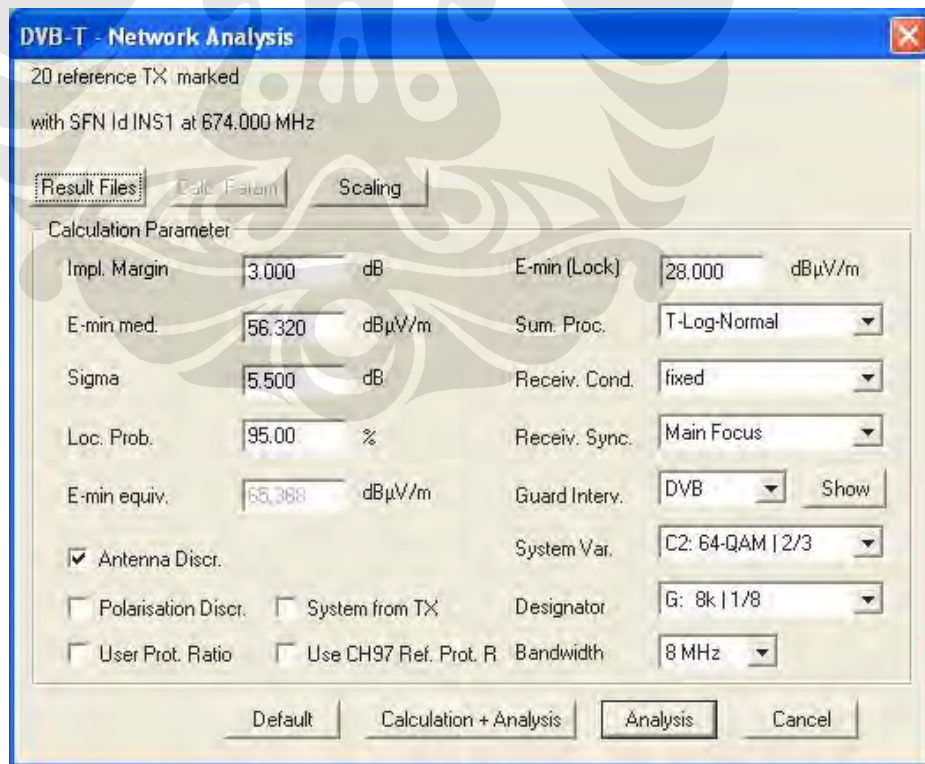 DVB-T - Network Analysis
20 reference TX marked
with SFN Id INS1 at 674.000 MHz
Result Files Calc. Param Scaling
Calculation Parameter
Impl. Margin 3.000 dB E-min (Lock) 28.000 dBµV/m
E-min med. 56.320 dBµV/m Sum. Proc. T-Log-Normal
Sigma 5.500 dB Receiv. Cond. fixed
Loc. Prob. 95.00 % Receiv. Sync. Main Focus
E-min equiv. 65.368 dBµV/m Guard Interv. DVB Show
Antenna Discr. System Var. C2: 64-QAM | 2/3
Polarisation Discr. System from TX Designator G: 8k | 1/8
User Prot. Ratio Use CH97 Ref. Prot. R Bandwidth 8 MHz
Default Calculation + Analysis Analysis Cancel